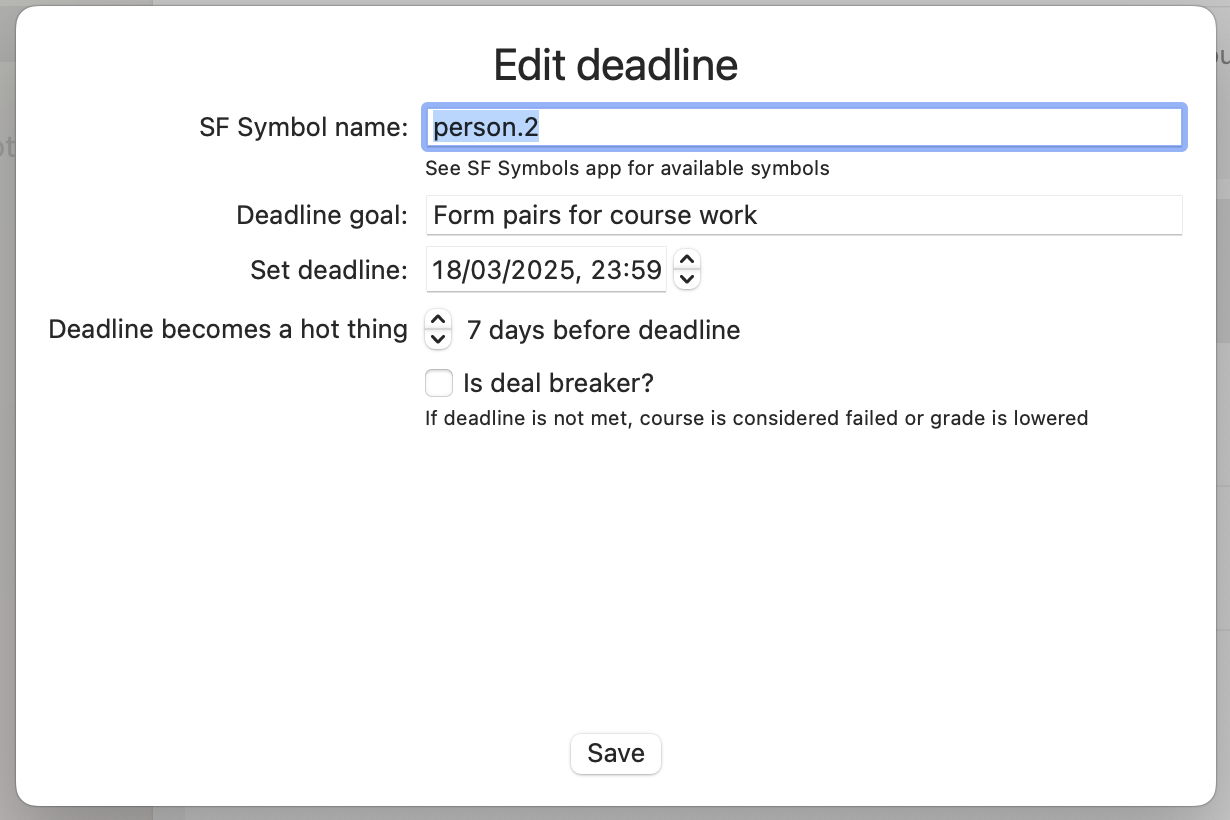 Edit deadline
SF Symbol name: person.2
See SF Symbols app for available symbols
Deadline goal: Form pairs for course work
Set deadline: 18/03/2025, 23:59
Deadline becomes a hot thing 7 days before deadline
Is deal breaker?
If deadline is not met, course is considered failed or grade is lowered
Save